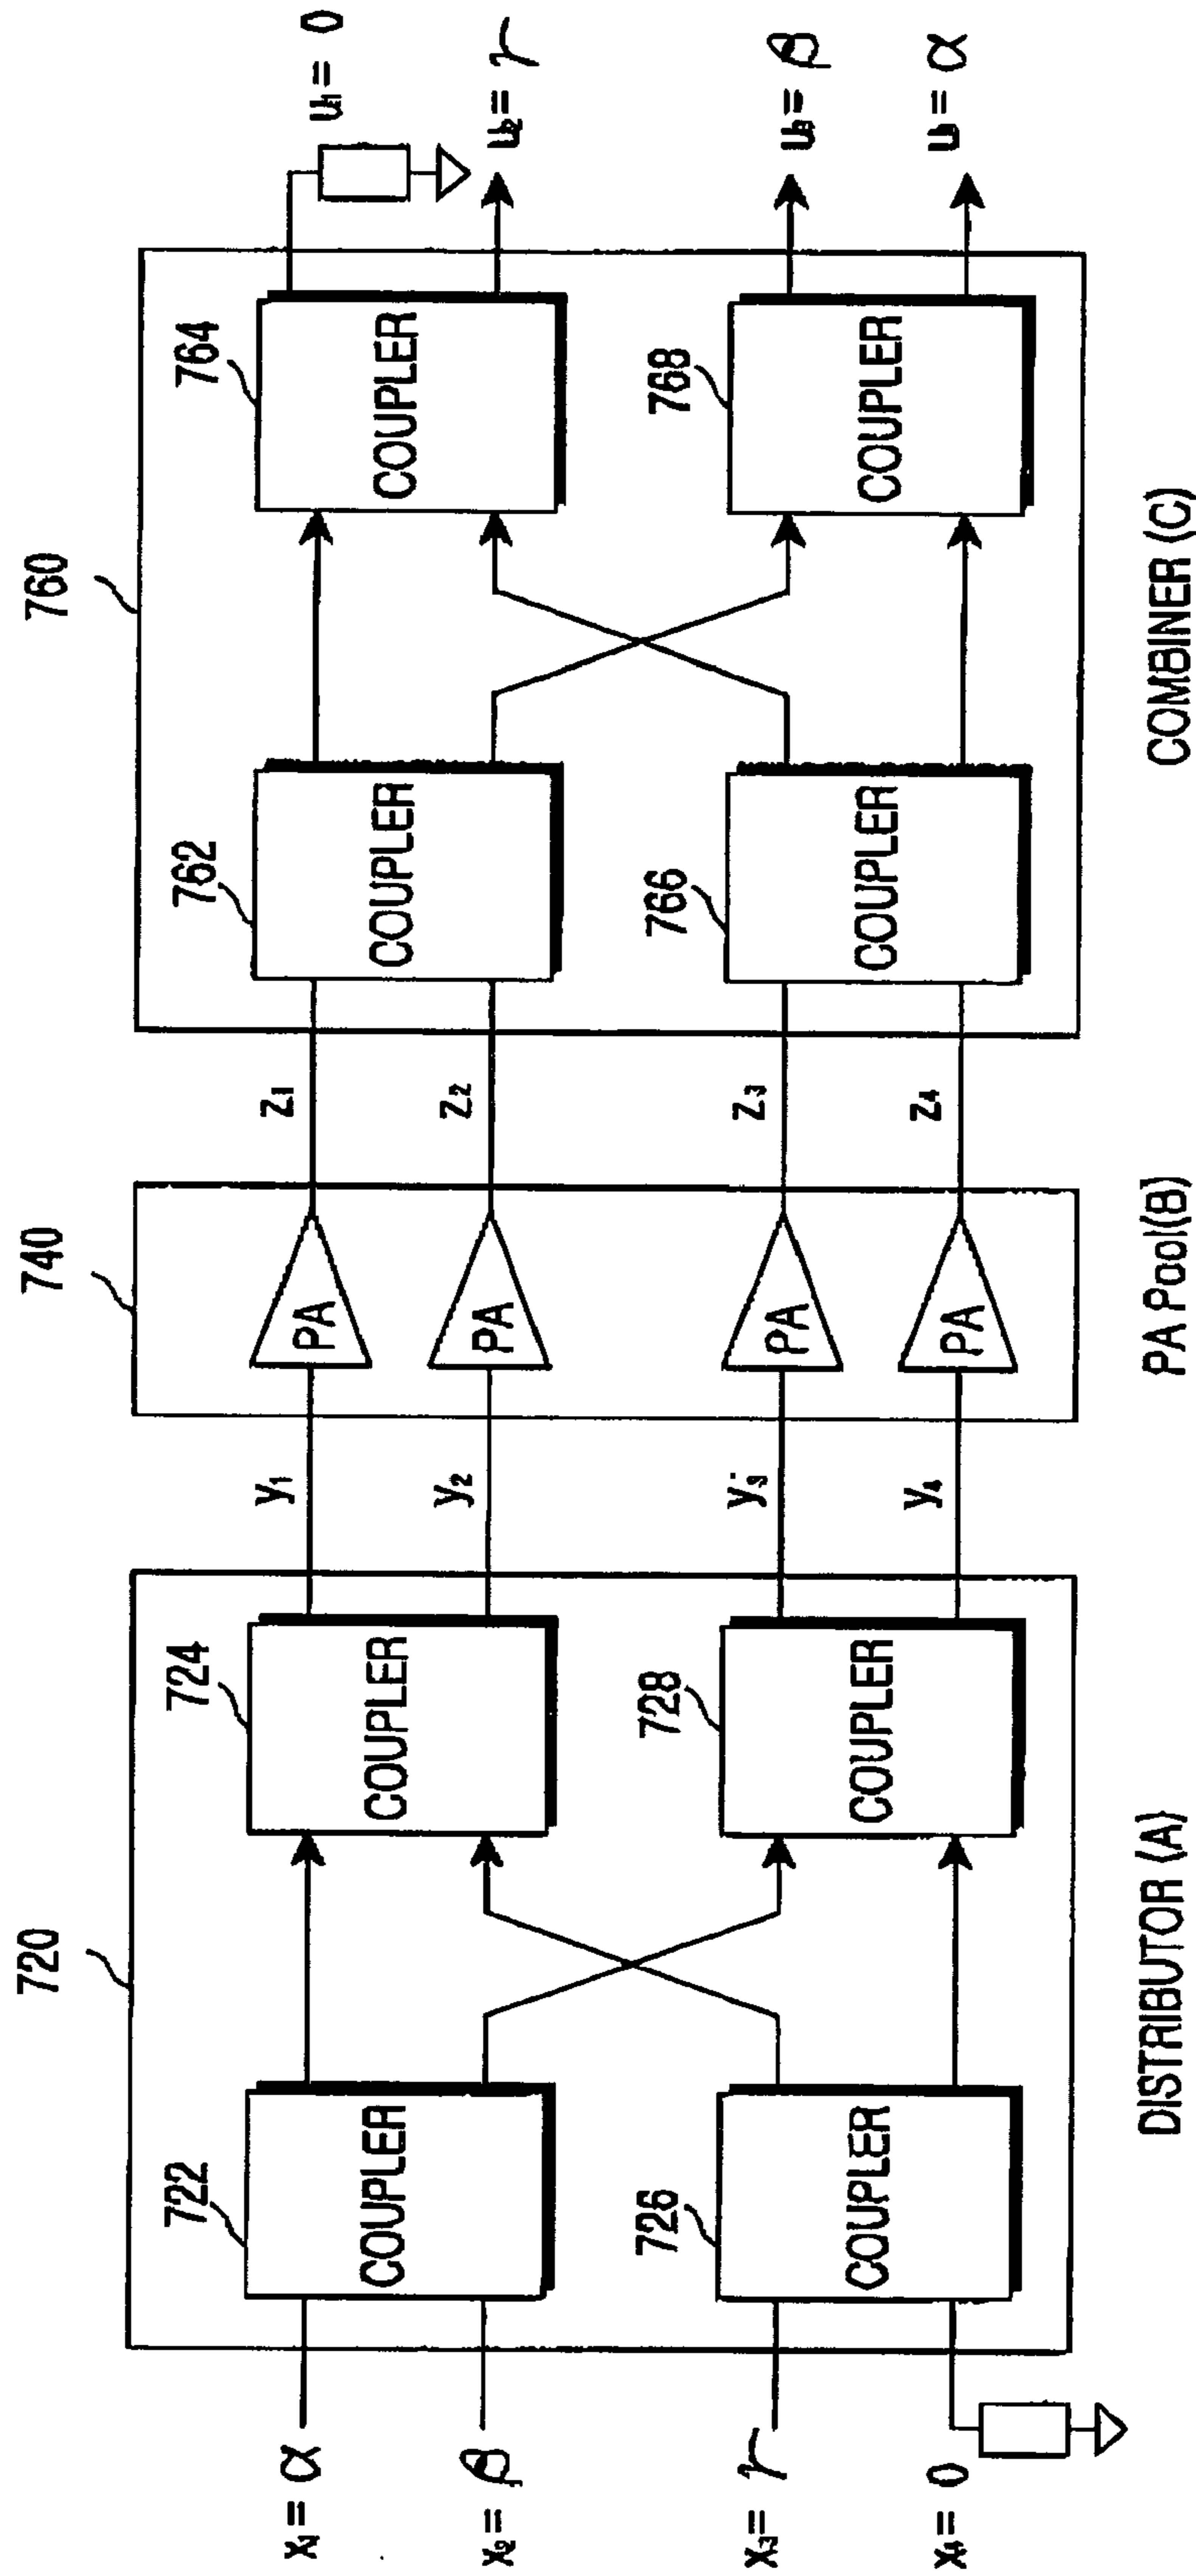 720
740
760
722
724
762
764
COUPLER
COUPLER
COUPLER
COUPLER
x₁= α
x₂= β
y₁
y₂
PA
PA
z₁
z₂
u₁= 0
u₂= γ
726
728
766
768
COUPLER
COUPLER
COUPLER
COUPLER
x₃= γ
x₄= 0
y₃
y₄
PA
PA
z₃
z₄
u₃= β
u₄= α
DISTRIBUTOR (A)
PA Pool(B)
COMBINER (C)